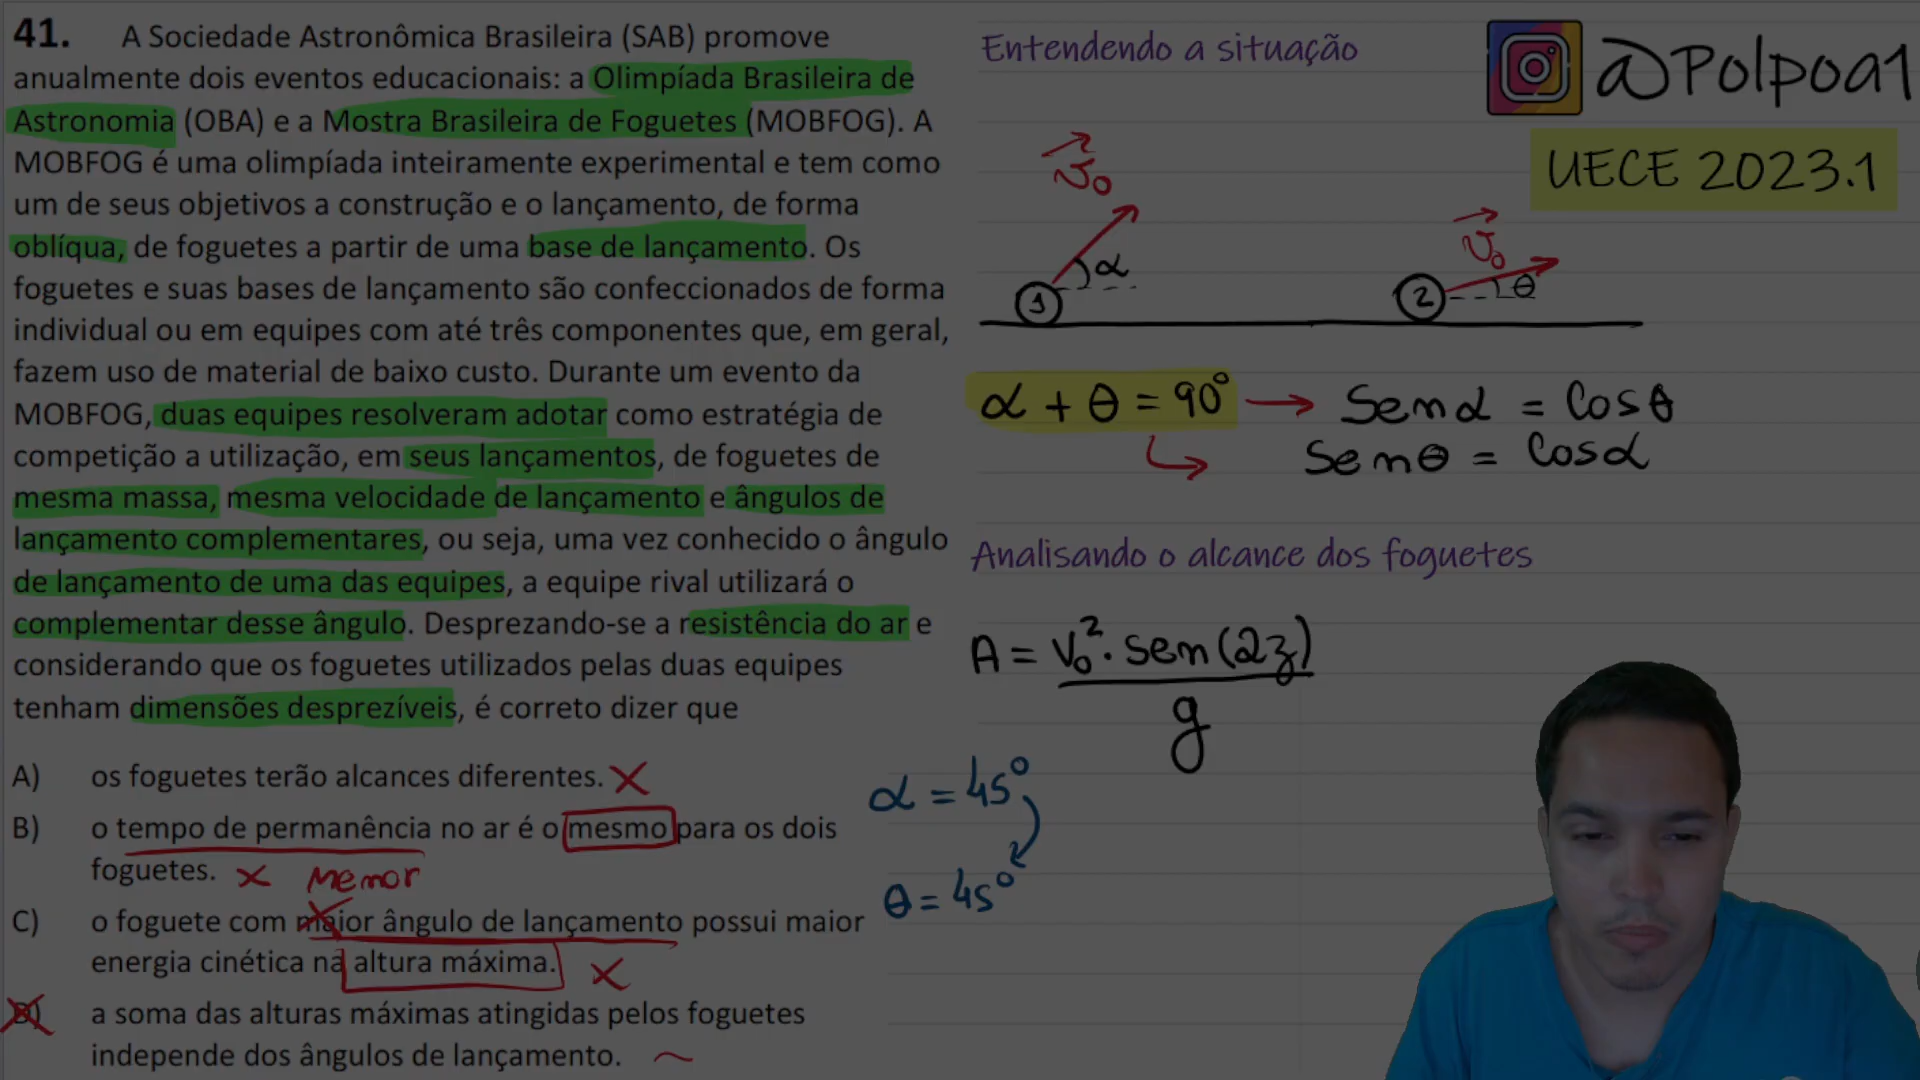 41. A Sociedade Astronômica Brasileira (SAB) promove
anualmente dois eventos educacionais: a Olimpíada Brasileira de
Astronomia (OBA) e a Mostra Brasileira de Foguetes (MOBFOG). A
MOBFOG é uma olimpíada inteiramente experimental e tem como
um de seus objetivos a construção e o lançamento, de forma
oblíqua, de foguetes a partir de uma base de lançamento. Os
foguetes e suas bases de lançamento são confeccionados de forma
individual ou em equipes com até três componentes que, em geral,
fazem uso de material de baixo custo. Durante um evento da
MOBFOG, duas equipes resolveram adotar como estratégia de
competição a utilização, em seus lançamentos, de foguetes de
mesma massa, mesma velocidade de lançamento e ângulos de
lançamento complementares, ou seja, uma vez conhecido o ângulo
de lançamento de uma das equipes, a equipe rival utilizará o
complementar desse ângulo. Desprezando-se a resistência do ar e
considerando que os foguetes utilizados pelas duas equipes
tenham dimensões desprezíveis, é correto dizer que
A) os foguetes terão alcances diferentes. X
B) o tempo de permanência no ar é o mesmo para os dois
foguetes. X Menor
C) o foguete com maior ângulo de lançamento possui maior
energia cinética na altura máxima. X
D) a soma das alturas máximas atingidas pelos foguetes
independe dos ângulos de lançamento. ~
Entendendo a situação
@Polpoa1
UECE 2023.1
V₀
α
1
V₀
θ
2
α + θ = 90° → Sen α = Cos θ
Sen θ = Cos α
Analisando o alcance dos foguetes
A = V₀² · sen(2z)
g
α = 45°
θ = 45°